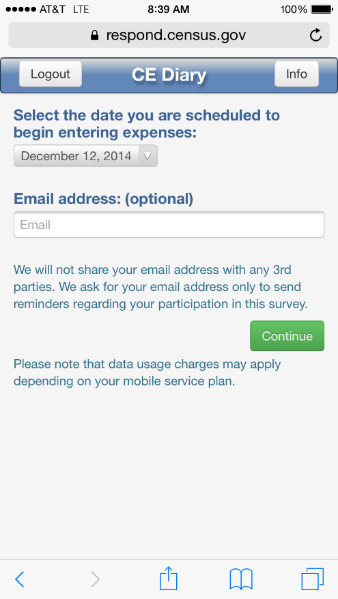 AT&T LTE 8:39 AM 100%
respond.census.gov
Logout CE Diary Info
Select the date you are scheduled to
begin entering expenses:
December 12, 2014
Email address: (optional)
Email
We will not share your email address with any 3rd
parties. We ask for your email address only to send
reminders regarding your participation in this survey.
Continue
Please note that data usage charges may apply
depending on your mobile service plan.